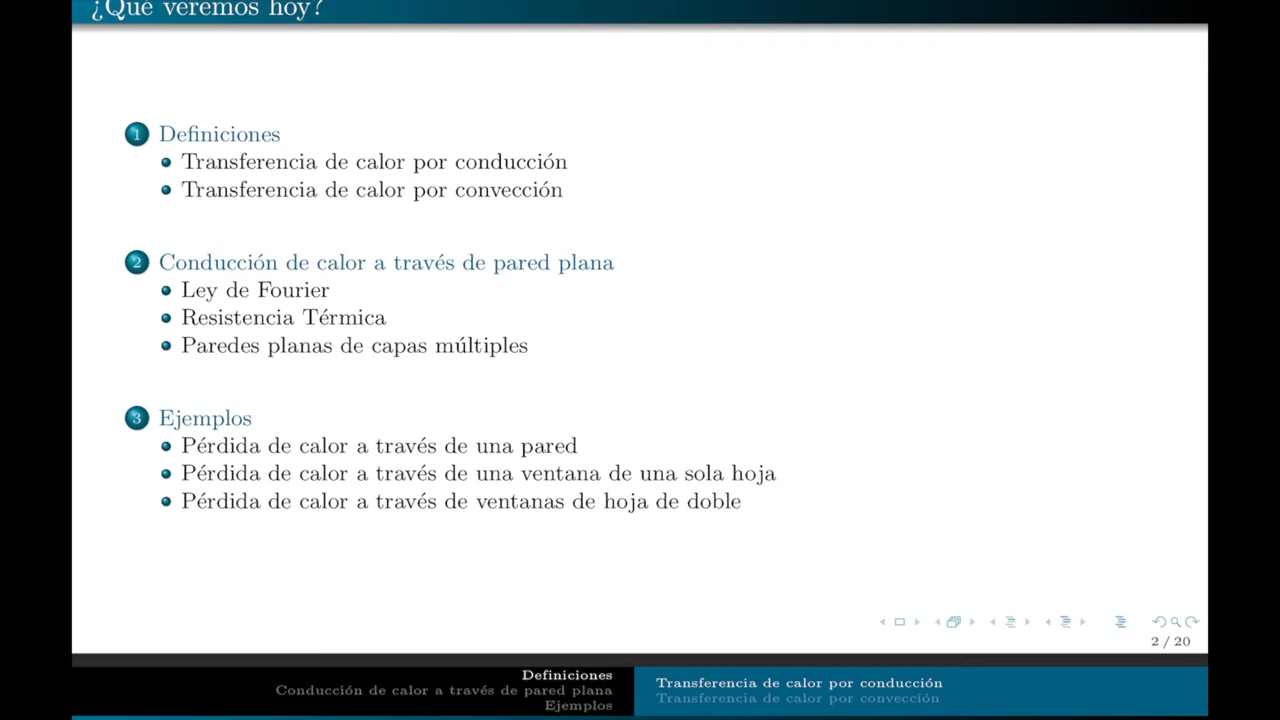 ¿Qué veremos hoy?
1 Definiciones
Transferencia de calor por conducción
Transferencia de calor por convección
2 Conducción de calor a través de pared plana
Ley de Fourier
Resistencia Térmica
Paredes planas de capas múltiples
3 Ejemplos
Pérdida de calor a través de una pared
Pérdida de calor a través de una ventana de una sola hoja
Pérdida de calor a través de ventanas de hoja de doble
2 / 20
Definiciones
Conducción de calor a través de pared plana
Ejemplos
Transferencia de calor por conducción
Transferencia de calor por convección